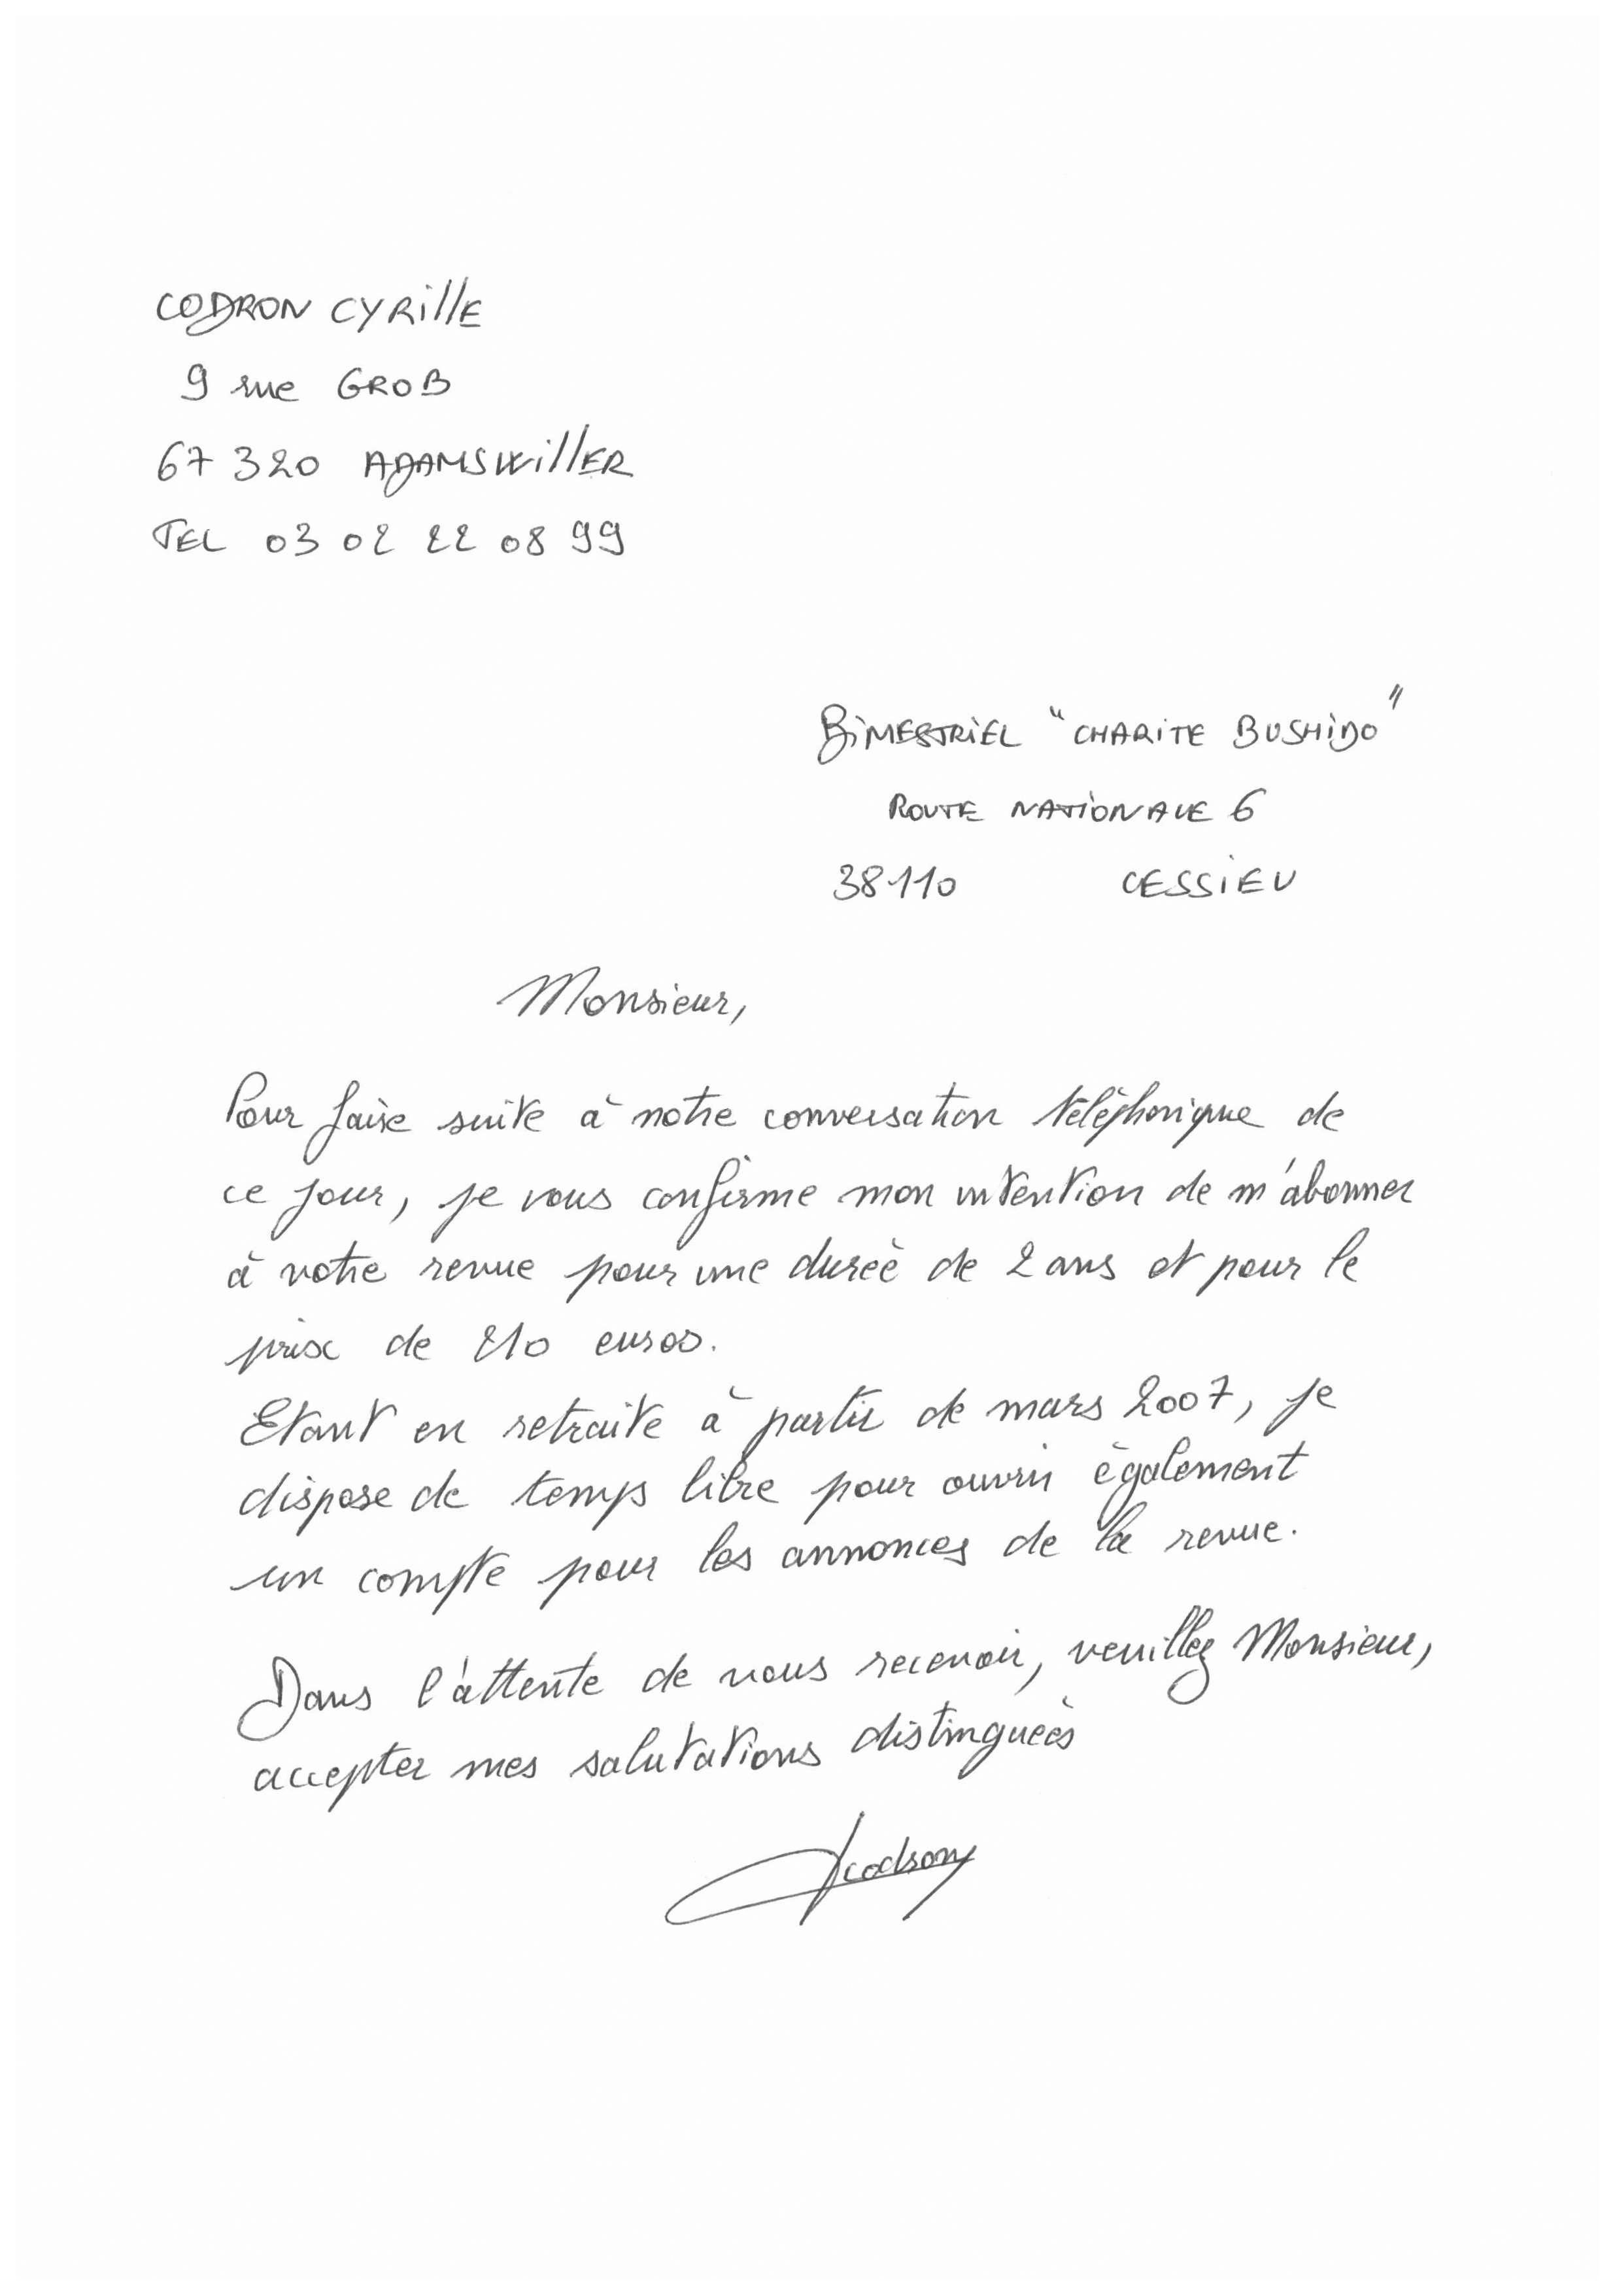 CODRON CYRILLE
9 rue GROB
67 320 ADAMSWILLER
TEL 03 02 22 08 99
BIMESTRIEL "CHARITE BUSHIDO"
ROUTE NATIONALE 6
38110 CESSIEU
Monsieur,
Pour faire suite à notre conversation téléphonique de
ce jour, je vous confirme mon intention de m'abonner
à votre revue pour une durée de 2 ans et pour le
prix de 210 euros.
Etant en retraite à partir de mars 2007, je
dispose de temps libre pour ouvrir également
un compte pour les annonces de la revue.
Dans l'attente de vous recevoir, veuillez Monsieur,
accepter mes salutations distinguées
codron